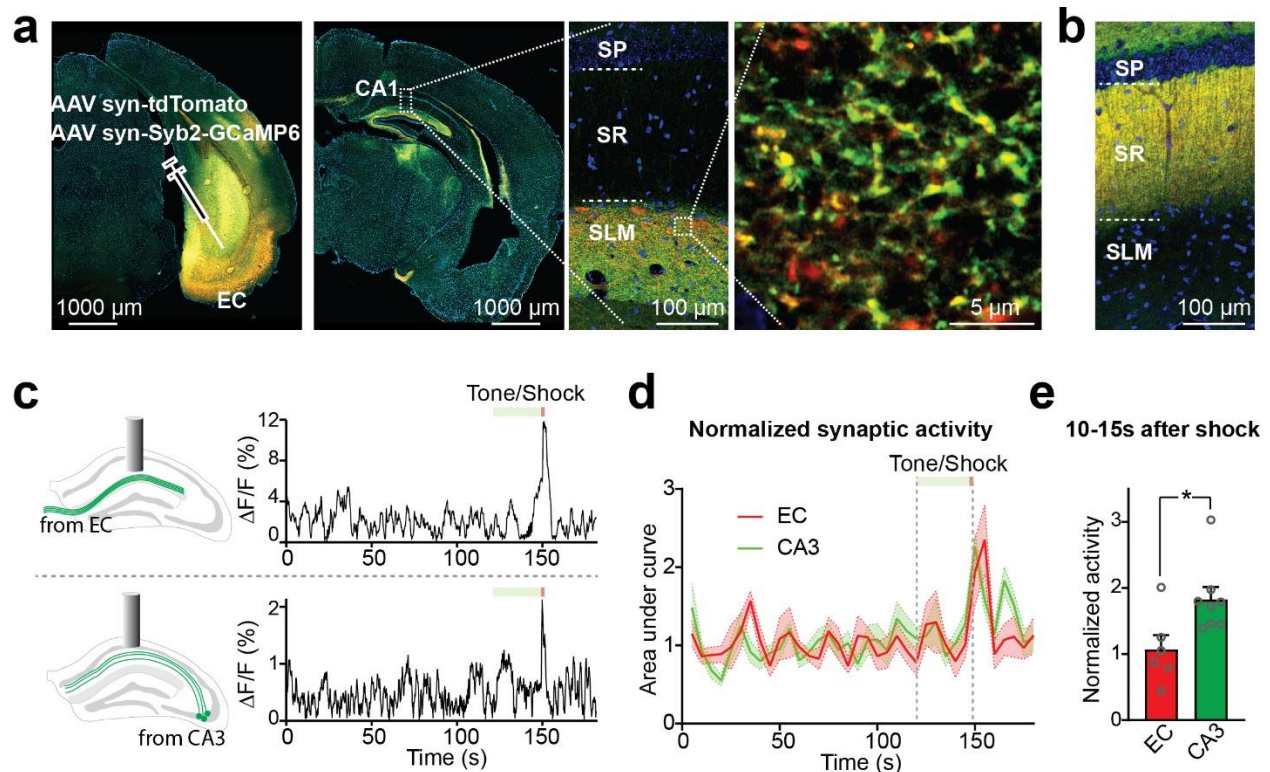 a
AAV syn-tdTomato
AAV syn-Syb2-GCaMP6
EC
1000 µm
CA1
1000 µm
SP
SR
SLM
100 µm
5 µm
b
SP
SR
SLM
100 µm
c
from EC
Tone/Shock
ΔF/F (%)
12
8
4
0
0 50 100 150
from CA3
ΔF/F (%)
2
1
0
0 50 100 150
Time (s)
d
Normalized synaptic activity
Tone/Shock
Area under curve
EC
CA3
3
2
1
0
0 50 100 150
Time (s)
e
10-15s after shock
*
Normalized activity
3
2
1
0
EC
CA3